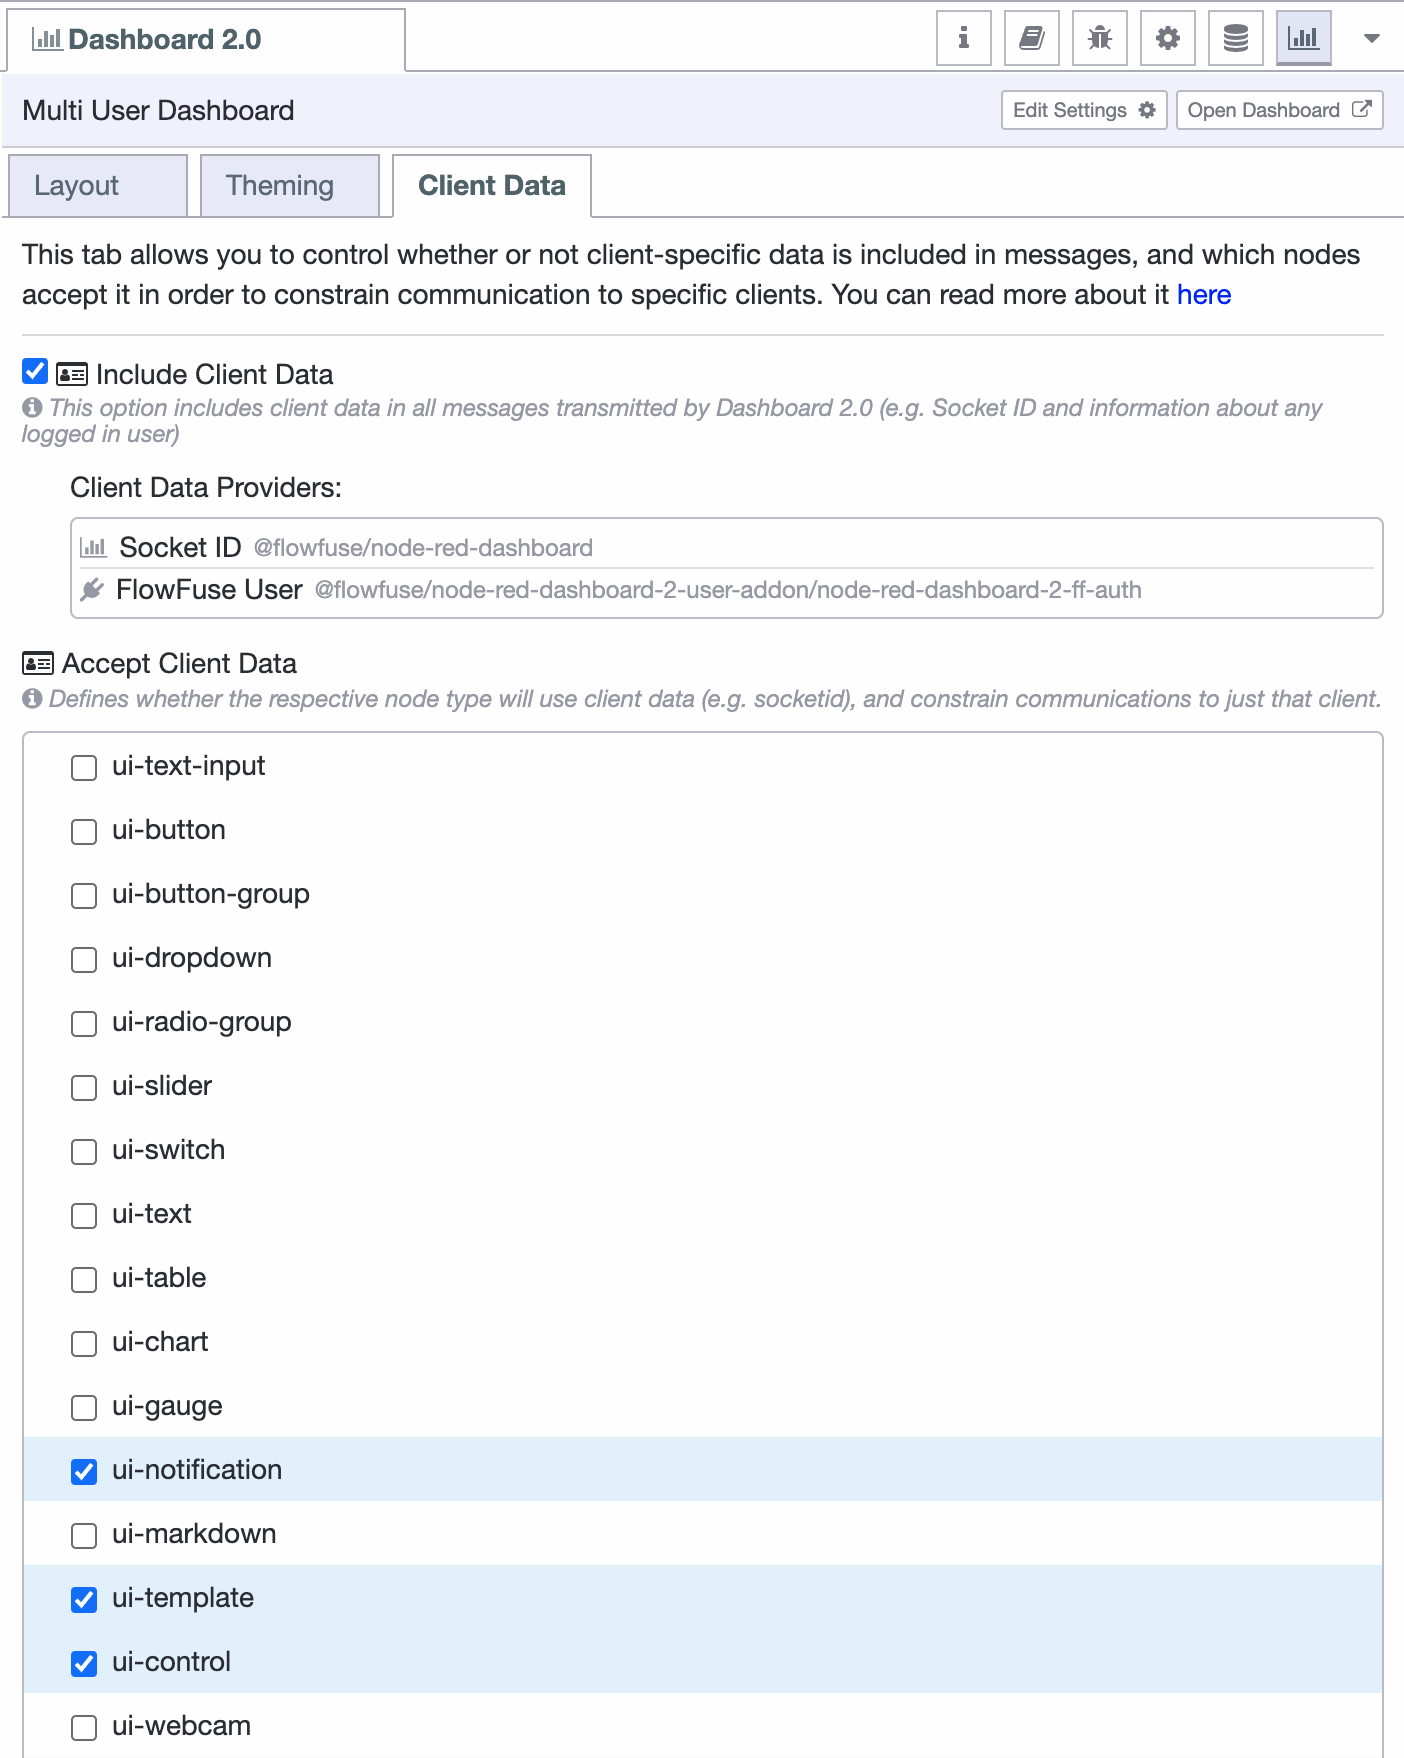 Dashboard 2.0
Multi User Dashboard
Edit Settings
Open Dashboard
Layout
Theming
Client Data
This tab allows you to control whether or not client-specific data is included in messages, and which nodes
accept it in order to constrain communication to specific clients. You can read more about it here
Include Client Data
This option includes client data in all messages transmitted by Dashboard 2.0 (e.g. Socket ID and information about any
logged in user)
Client Data Providers:
Socket ID @flowfuse/node-red-dashboard
FlowFuse User @flowfuse/node-red-dashboard-2-user-addon/node-red-dashboard-2-ff-auth
Accept Client Data
Defines whether the respective node type will use client data (e.g. socketid), and constrain communications to just that client.
ui-text-input
ui-button
ui-button-group
ui-dropdown
ui-radio-group
ui-slider
ui-switch
ui-text
ui-table
ui-chart
ui-gauge
ui-notification
ui-markdown
ui-template
ui-control
ui-webcam